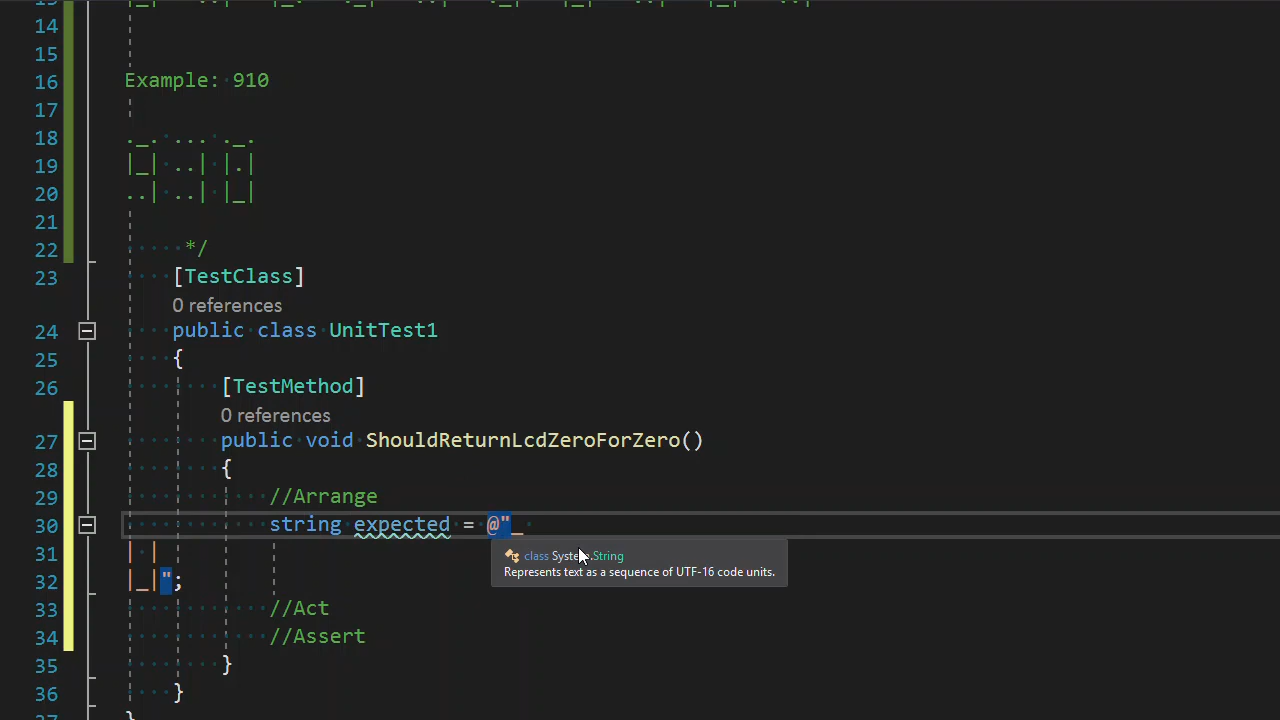 14
15
16 Example: 910
17
18 ._. ... ._.
19 |_| ..| |.|
20 ..| ..| |_|
21
22 */
23 [TestClass]
0 references
24 public class UnitTest1
25 {
26 [TestMethod]
0 references
27 public void ShouldReturnLcdZeroForZero()
28 {
29 //Arrange
30 string expected = @"_
31 | |
class System.String
Represents text as a sequence of UTF-16 code units.
32 |_|";
33 //Act
34 //Assert
35 }
36 }